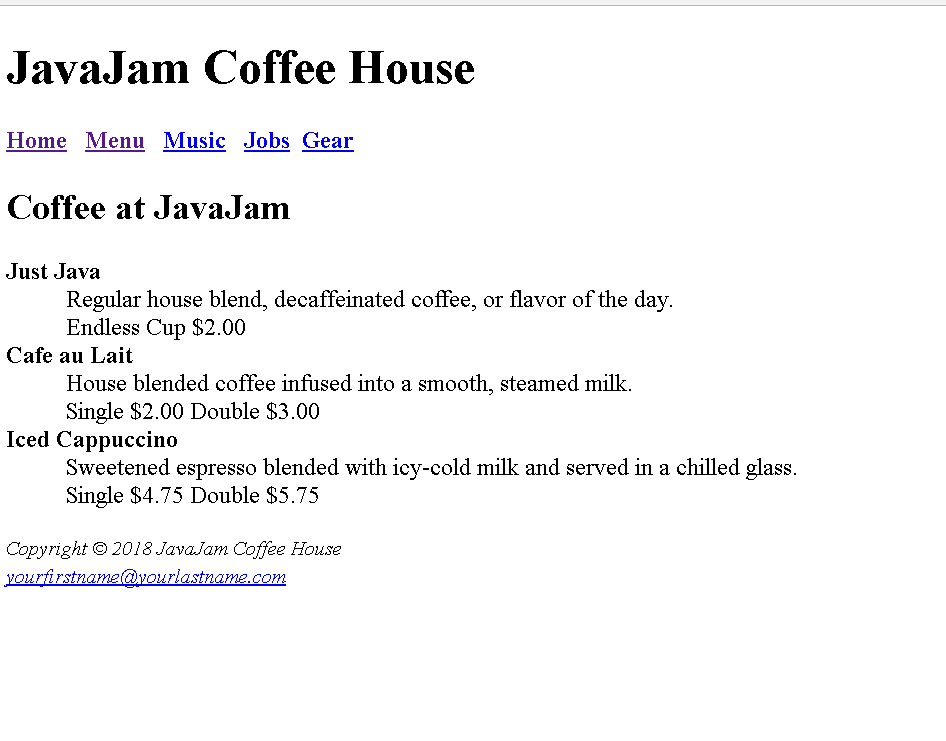 JavaJam Coffee House
Home Menu Music Jobs Gear
Coffee at JavaJam
Just Java
Regular house blend, decaffeinated coffee, or flavor of the day.
Endless Cup $2.00
Cafe au Lait
House blended coffee infused into a smooth, steamed milk.
Single $2.00 Double $3.00
Iced Cappuccino
Sweetened espresso blended with icy-cold milk and served in a chilled glass.
Single $4.75 Double $5.75
Copyright © 2018 JavaJam Coffee House
yourfirstname@yourlastname.com